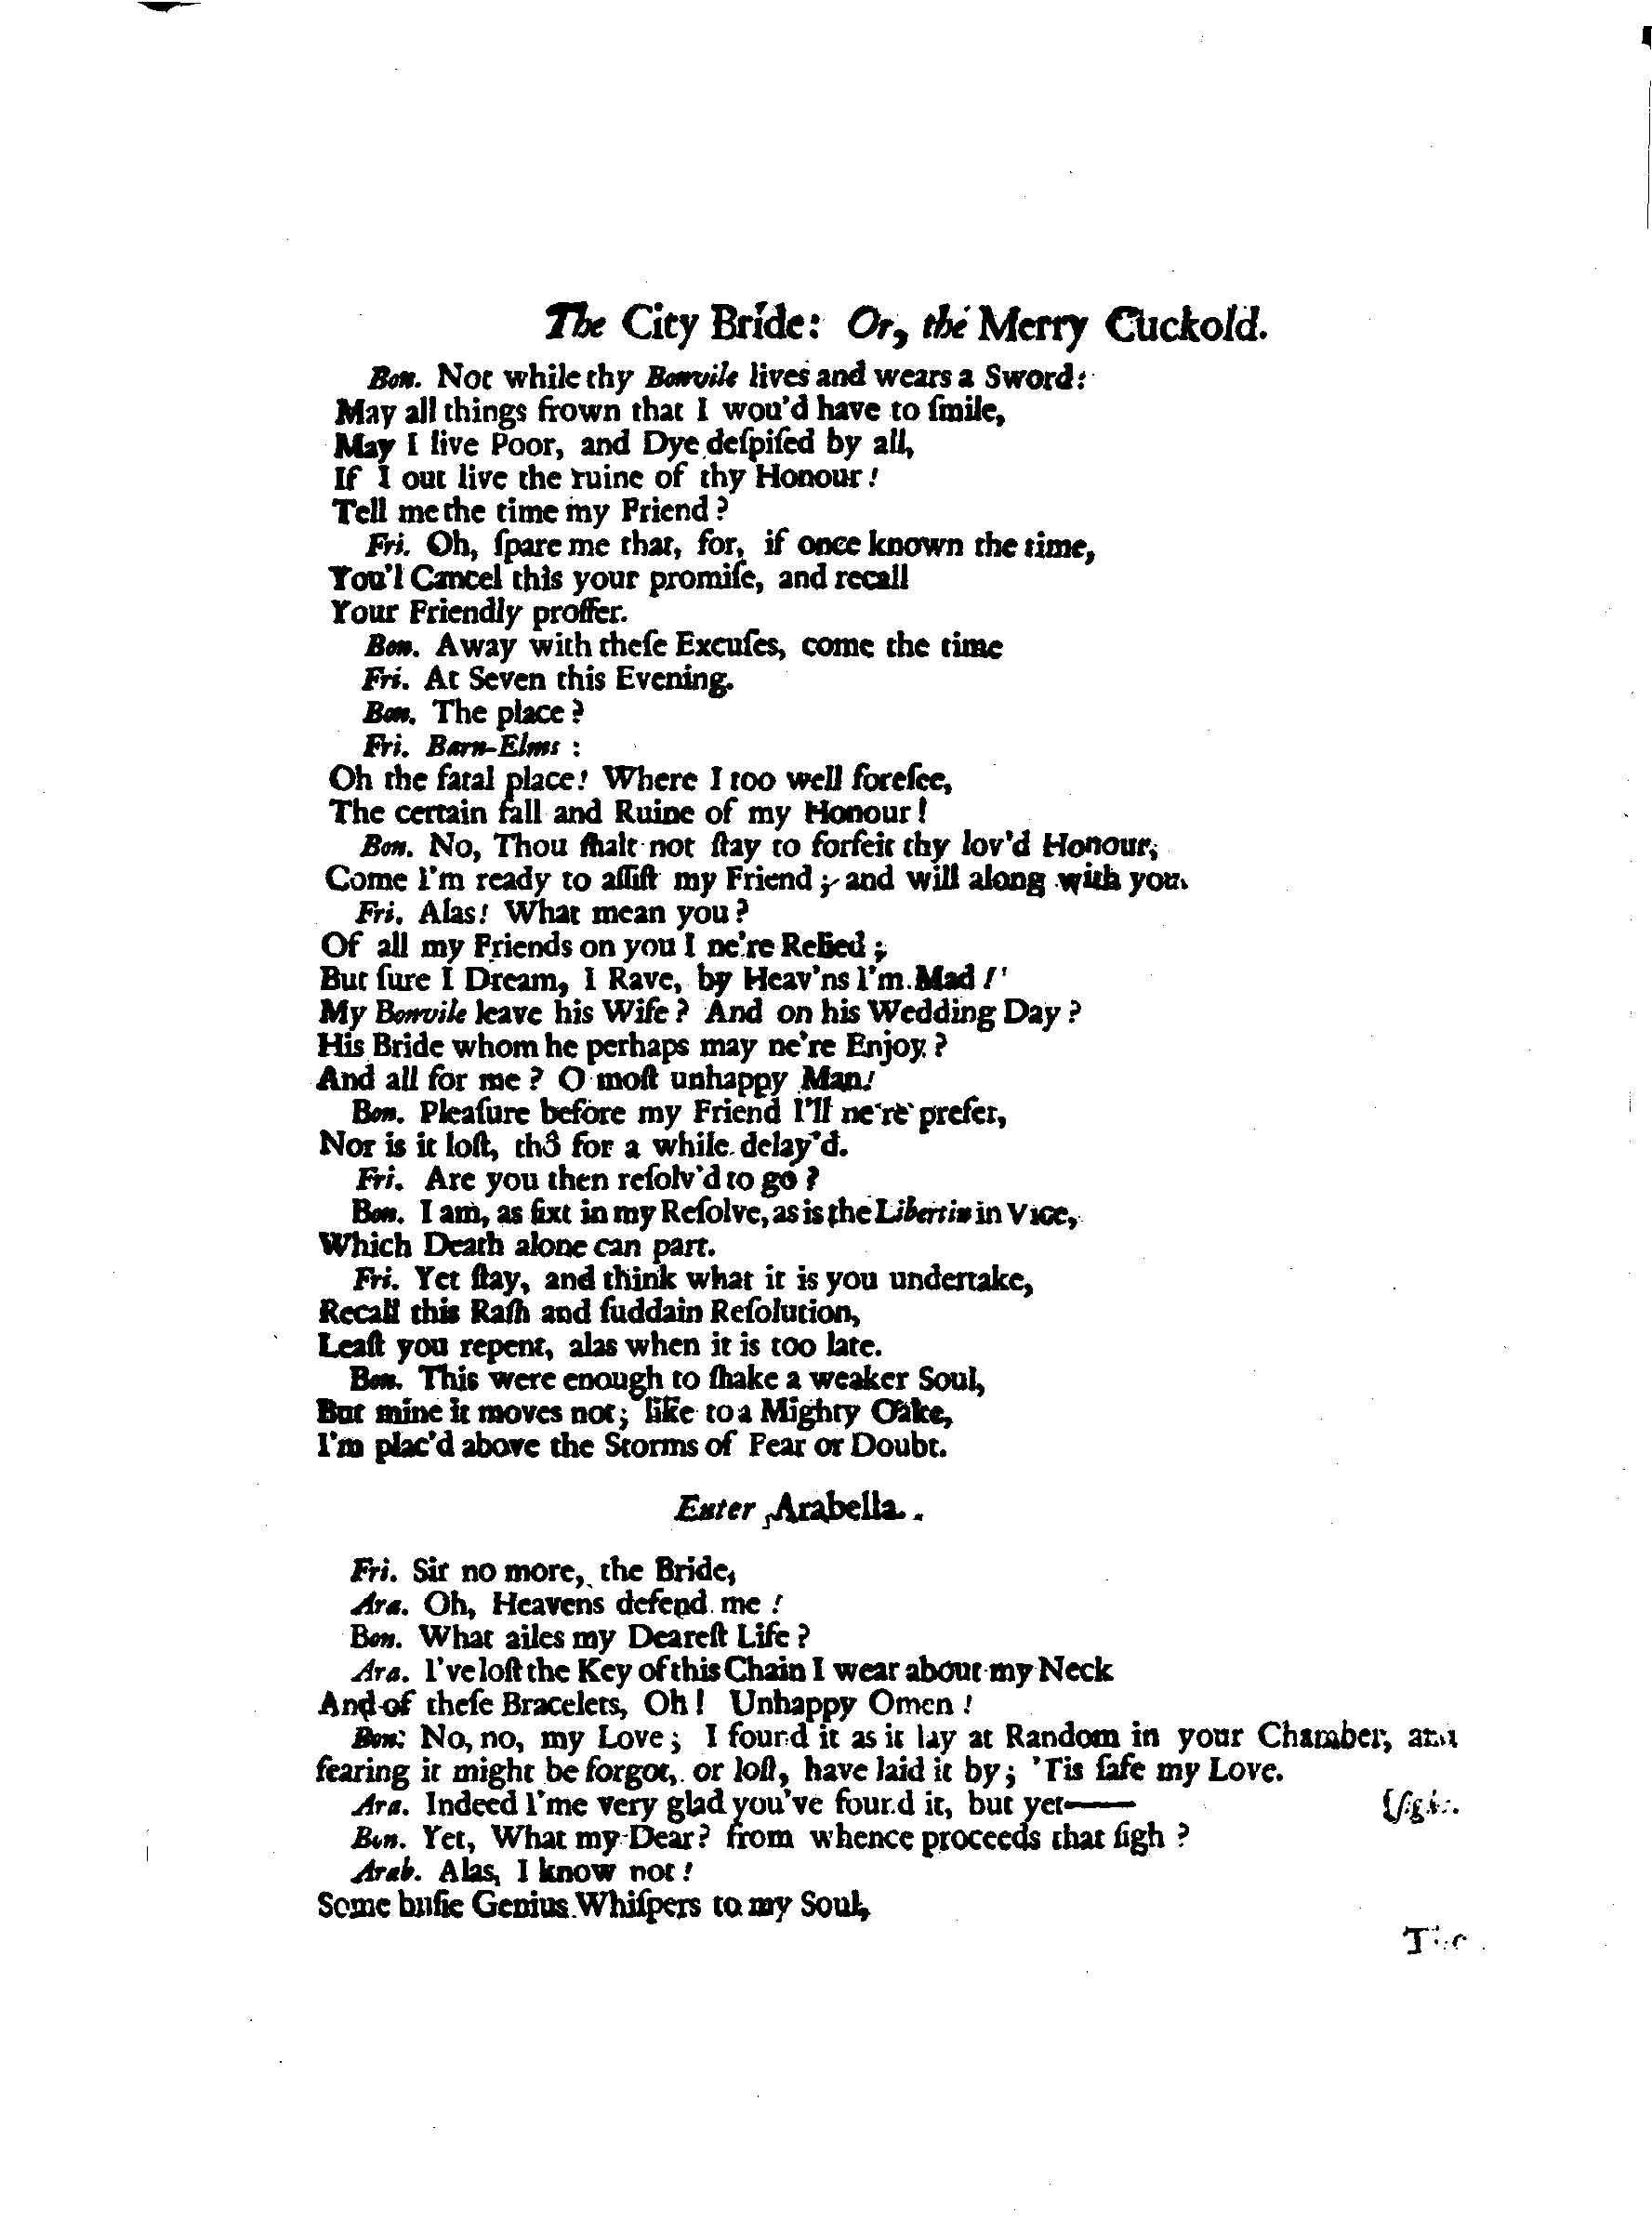 The City Bride: Or, the Merry Cuckold.
Bon. Not while thy Bonvile lives and wears a Sword:
May all things frown that I wou'd have to ſmile,
May I live Poor, and Dye deſpiſed by all,
If I out live the ruine of thy Honour!
Tell me the time my Friend?
Fri. Oh, ſpare me that, for, if once known the time,
You'l Cancel this your promiſe, and recall
Your Friendly proffer.
Bon. Away with theſe Excuſes, come the time
Fri. At Seven this Evening.
Bon. The place?
Fri. Barn-Elms:
Oh the fatal place! Where I too well foreſee,
The certain fall and Ruine of my Honour!
Bon. No, Thou ſhalt not ſtay to forfeit thy lov'd Honour,
Come I'm ready to aſſiſt my Friend; and will along with you.
Fri. Alas! What mean you?
Of all my Friends on you I ne're Relied;
But ſure I Dream, I Rave, by Heav'ns I'm Mad!
My Bonvile leave his Wife? And on his Wedding Day?
His Bride whom he perhaps may ne're Enjoy?
And all for me? O moſt unhappy Man!
Bon. Pleaſure before my Friend I'll ne're prefer,
Nor is it loſt, thô for a while delay'd.
Fri. Are you then reſolv'd to go?
Bon. I am, as fixt in my Reſolve, as is the Libertin in Vice,
Which Death alone can part.
Fri. Yet ſtay, and think what it is you undertake,
Recall this Raſh and ſuddain Reſolution,
Leaſt you repent, alas when it is too late.
Bon. This were enough to ſhake a weaker Soul,
But mine it moves not; like to a Mighty Oake,
I'm plac'd above the Storms of Fear or Doubt.
Enter Arabella.
Fri. Sir no more, the Bride,
Ara. Oh, Heavens defend me!
Bon. What ailes my Deareſt Life?
Ara. I've loſt the Key of this Chain I wear about my Neck
And of theſe Bracelets, Oh! Unhappy Omen!
Bon. No, no, my Love; I found it as it lay at Random in your Chamber, and
fearing it might be forgot, or loſt, have laid it by; 'Tis ſafe my Love.
Ara. Indeed I'me very glad you've found it, but yet——
Bon. Yet, What my Dear? from whence proceeds that ſigh?
Arab. Alas, I know not!
Some buſie Genius Whiſpers to my Soul,
The